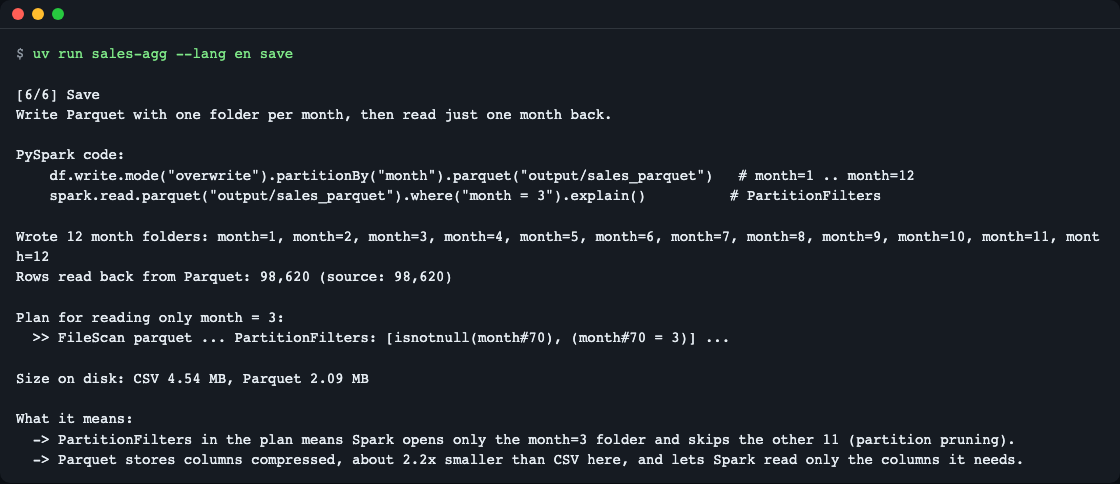 $ uv run sales-agg --lang en save
[6/6] Save
Write Parquet with one folder per month, then read just one month back.
PySpark code:
    df.write.mode("overwrite").partitionBy("month").parquet("output/sales_parquet")   # month=1 .. month=12
    spark.read.parquet("output/sales_parquet").where("month = 3").explain()          # PartitionFilters
Wrote 12 month folders: month=1, month=2, month=3, month=4, month=5, month=6, month=7, month=8, month=9, month=10, month=11, mont
h=12
Rows read back from Parquet: 98,620 (source: 98,620)
Plan for reading only month = 3:
  >> FileScan parquet ... PartitionFilters: [isnotnull(month#70), (month#70 = 3)] ...
Size on disk: CSV 4.54 MB, Parquet 2.09 MB
What it means:
  -> PartitionFilters in the plan means Spark opens only the month=3 folder and skips the other 11 (partition pruning).
  -> Parquet stores columns compressed, about 2.2x smaller than CSV here, and lets Spark read only the columns it needs.